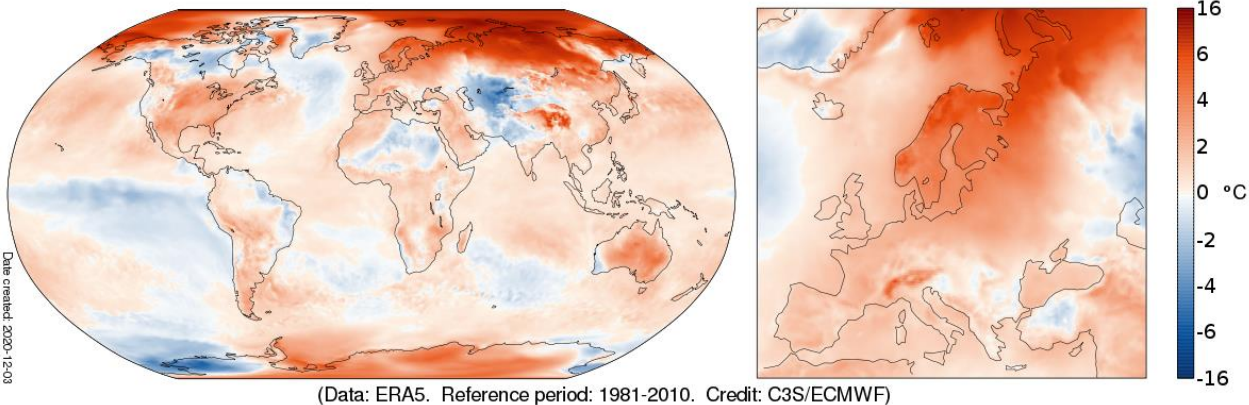 16
6
4
2
0 °C
-2
-4
-6
-16
Date created: 2020-12-03
(Data: ERA5. Reference period: 1981-2010. Credit: C3S/ECMWF)